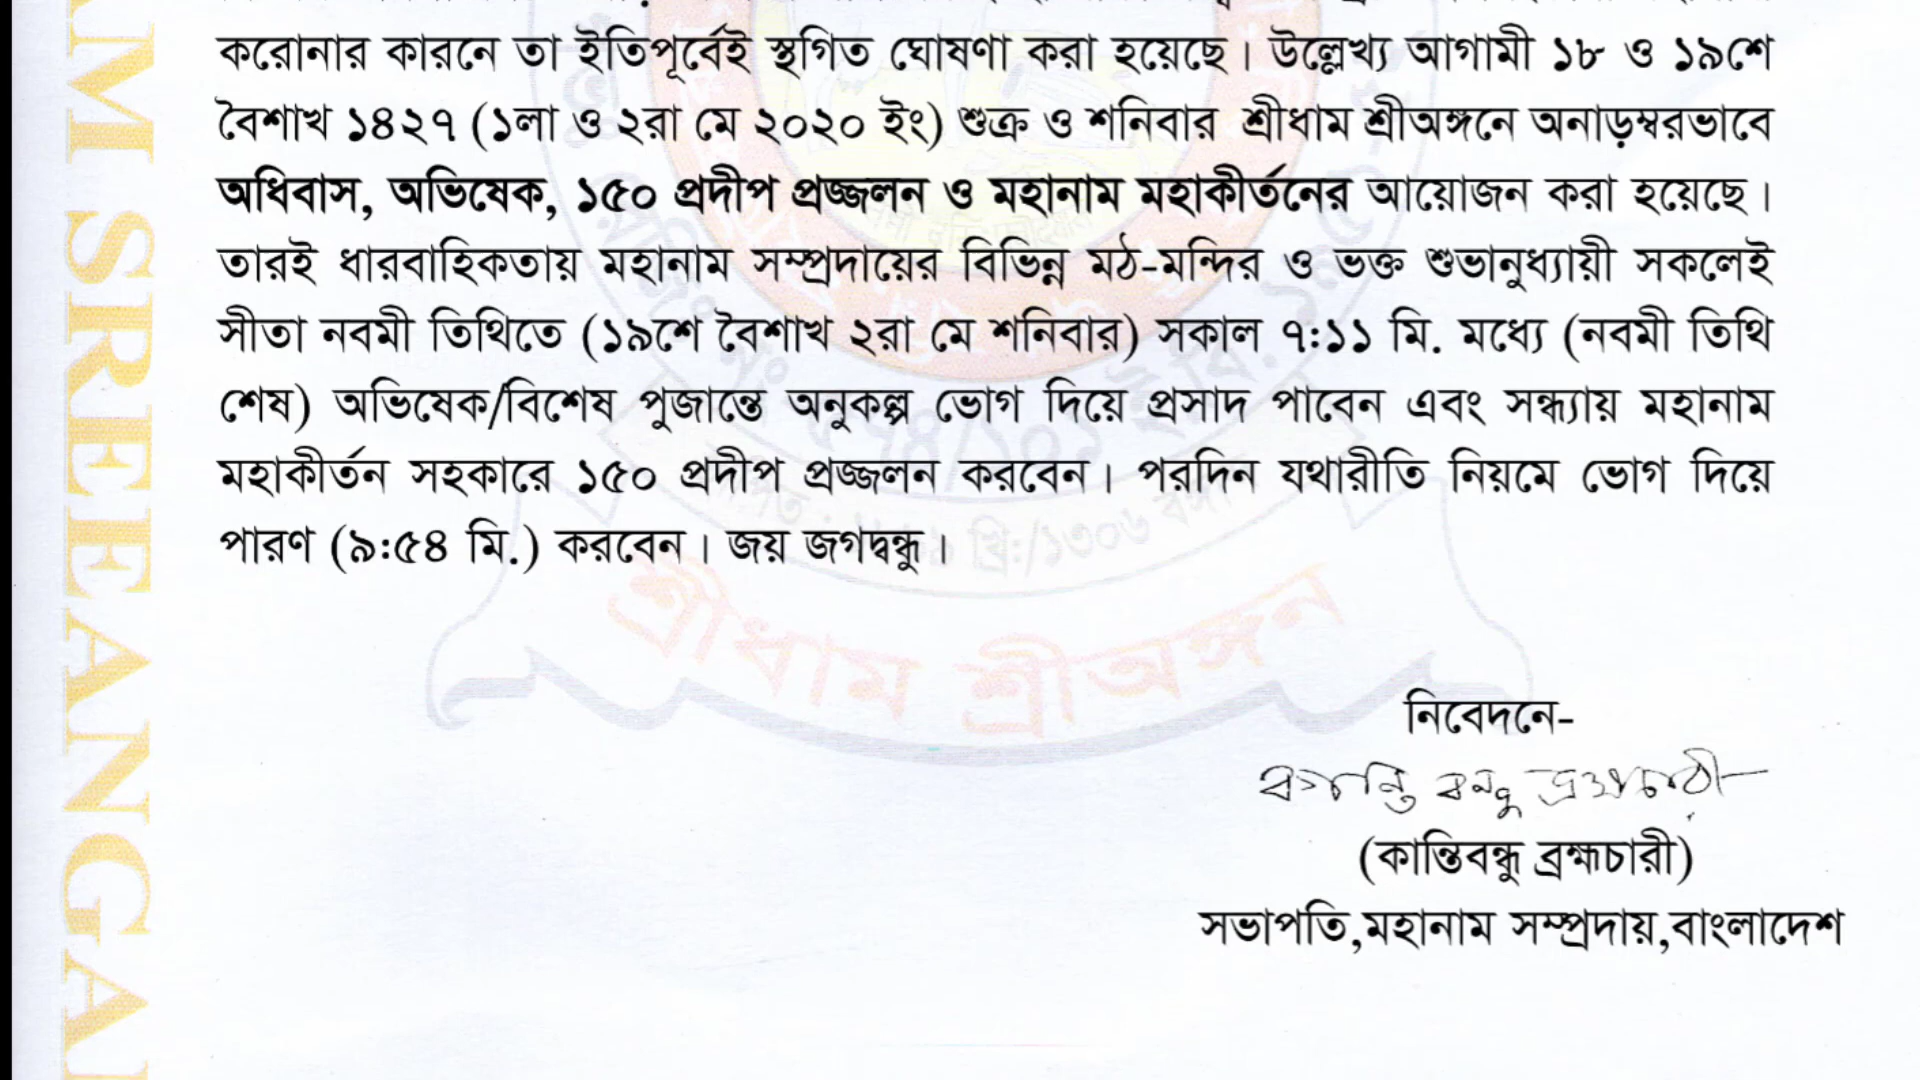 করোনার কারনে তা ইতিপূর্বেই স্থগিত ঘোষণা করা হয়েছে। উল্লেখ্য আগামী ১৮ ও ১৯শে
বৈশাখ ১৪২৭ (১লা ও ২রা মে ২০২০ ইং) শুক্র ও শনিবার শ্রীধাম শ্রীঅঙ্গনে অনাড়ম্বরভাবে
অধিবাস, অভিষেক, ১৫০ প্রদীপ প্রজ্জলন ও মহানাম মহাকীর্তনের আয়োজন করা হয়েছে।
তারই ধারবাহিকতায় মহানাম সম্প্রদায়ের বিভিন্ন মঠ-মন্দির ও ভক্ত শুভানুধ্যায়ী সকলেই
সীতা নবমী তিথিতে (১৯শে বৈশাখ ২রা মে শনিবার) সকাল ৭:১১ মি. মধ্যে (নবমী তিথি
শেষ) অভিষেক/বিশেষ পুজান্তে অনুকল্প ভোগ দিয়ে প্রসাদ পাবেন এবং সন্ধ্যায় মহানাম
মহাকীর্তন সহকারে ১৫০ প্রদীপ প্রজ্জলন করবেন। পরদিন যথারীতি নিয়মে ভোগ দিয়ে
পারণ (৯:৫৪ মি.) করবেন। জয় জগদ্বন্ধু।
শ্রীধাম শ্রীঅঙ্গন
নিবেদনে-
কান্তি বন্ধু ব্রহ্মচারী
(কান্তিবন্ধু ব্রহ্মচারী)
সভাপতি,মহানাম সম্প্রদায়,বাংলাদেশ
SREEANGA